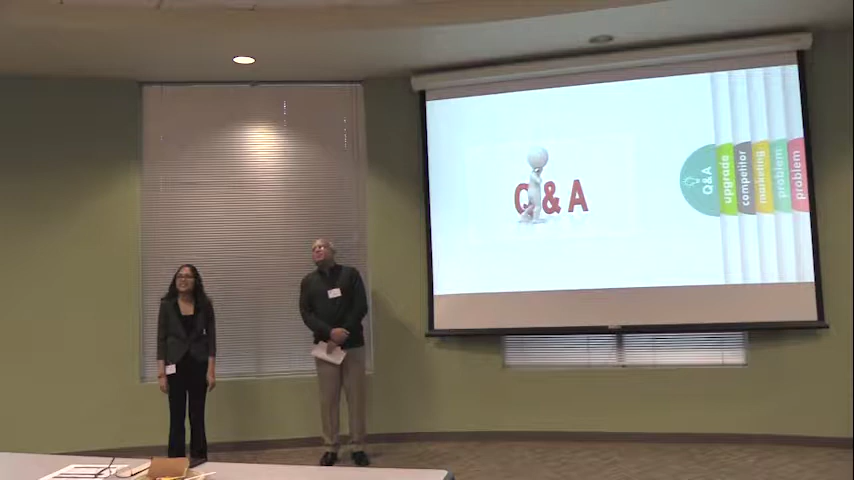 Q & A
Q&A
upgrade
competitor
marketing
problem
problem